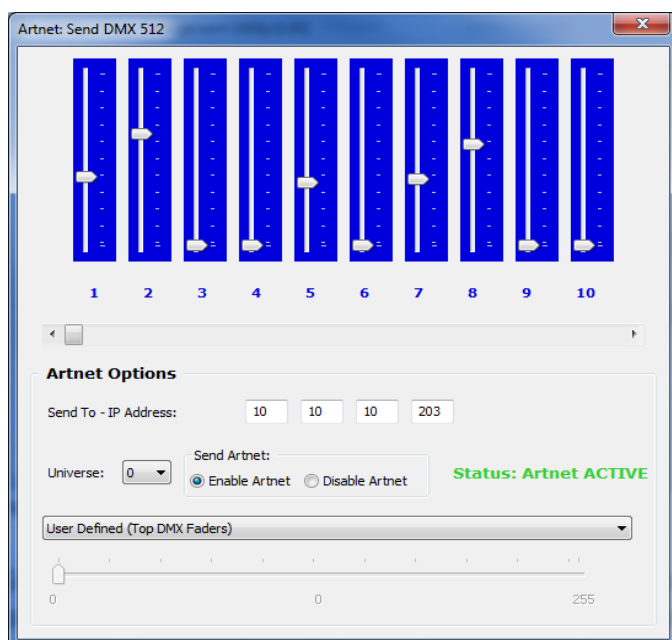 Artnet: Send DMX 512
1 2 3 4 5 6 7 8 9 10
Artnet Options
Send To - IP Address: 10 10 10 203
Send Artnet:
Universe: 0 Enable Artnet Disable Artnet Status: Artnet ACTIVE
User Defined (Top DMX Faders)
0 0 255